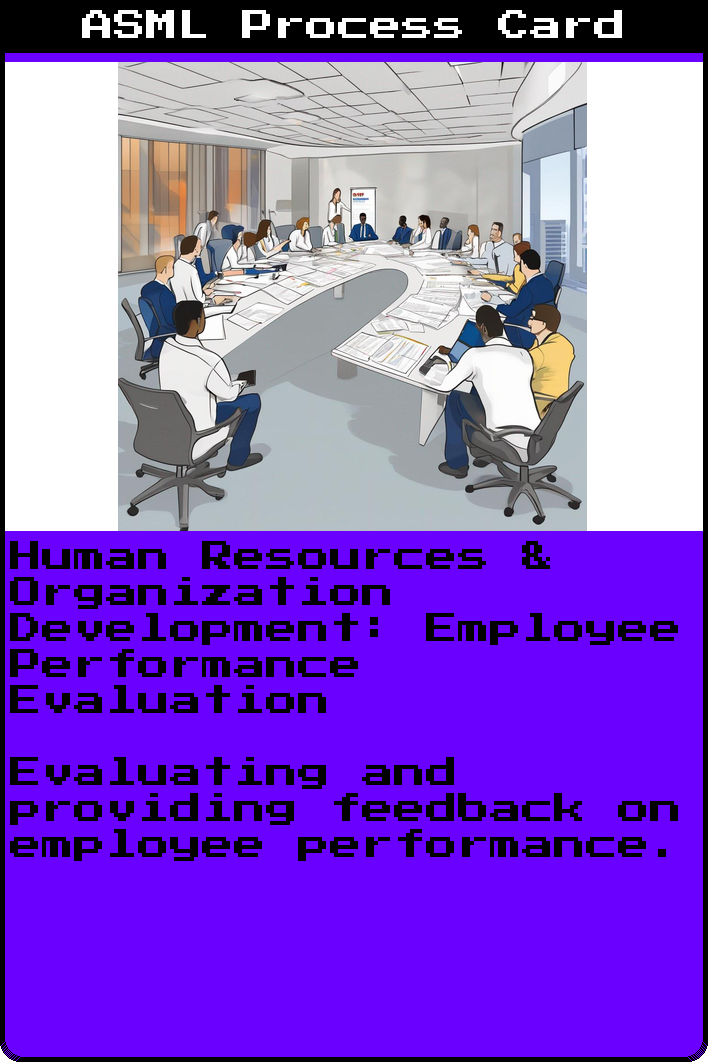 ASML Process Card
Human Resources &
Organization
Development: Employee
Performance
Evaluation
Evaluating and
providing feedback on
employee performance.